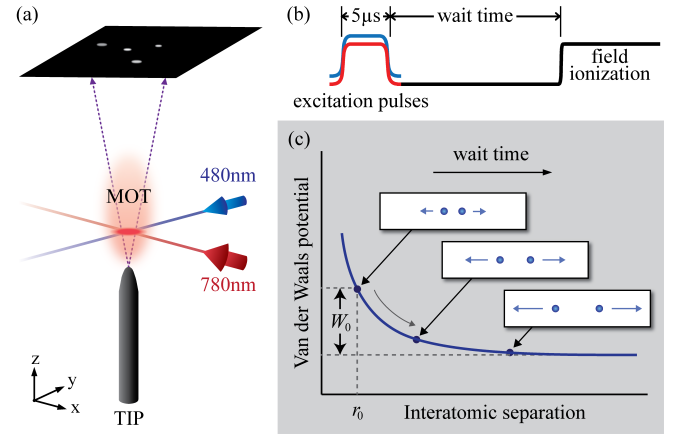 (a)
MOT
480nm
780nm
z
y
x
TIP
(b)
5µs
wait time
field
ionization
excitation pulses
(c)
wait time
Van der Waals potential
W₀
r₀
Interatomic separation